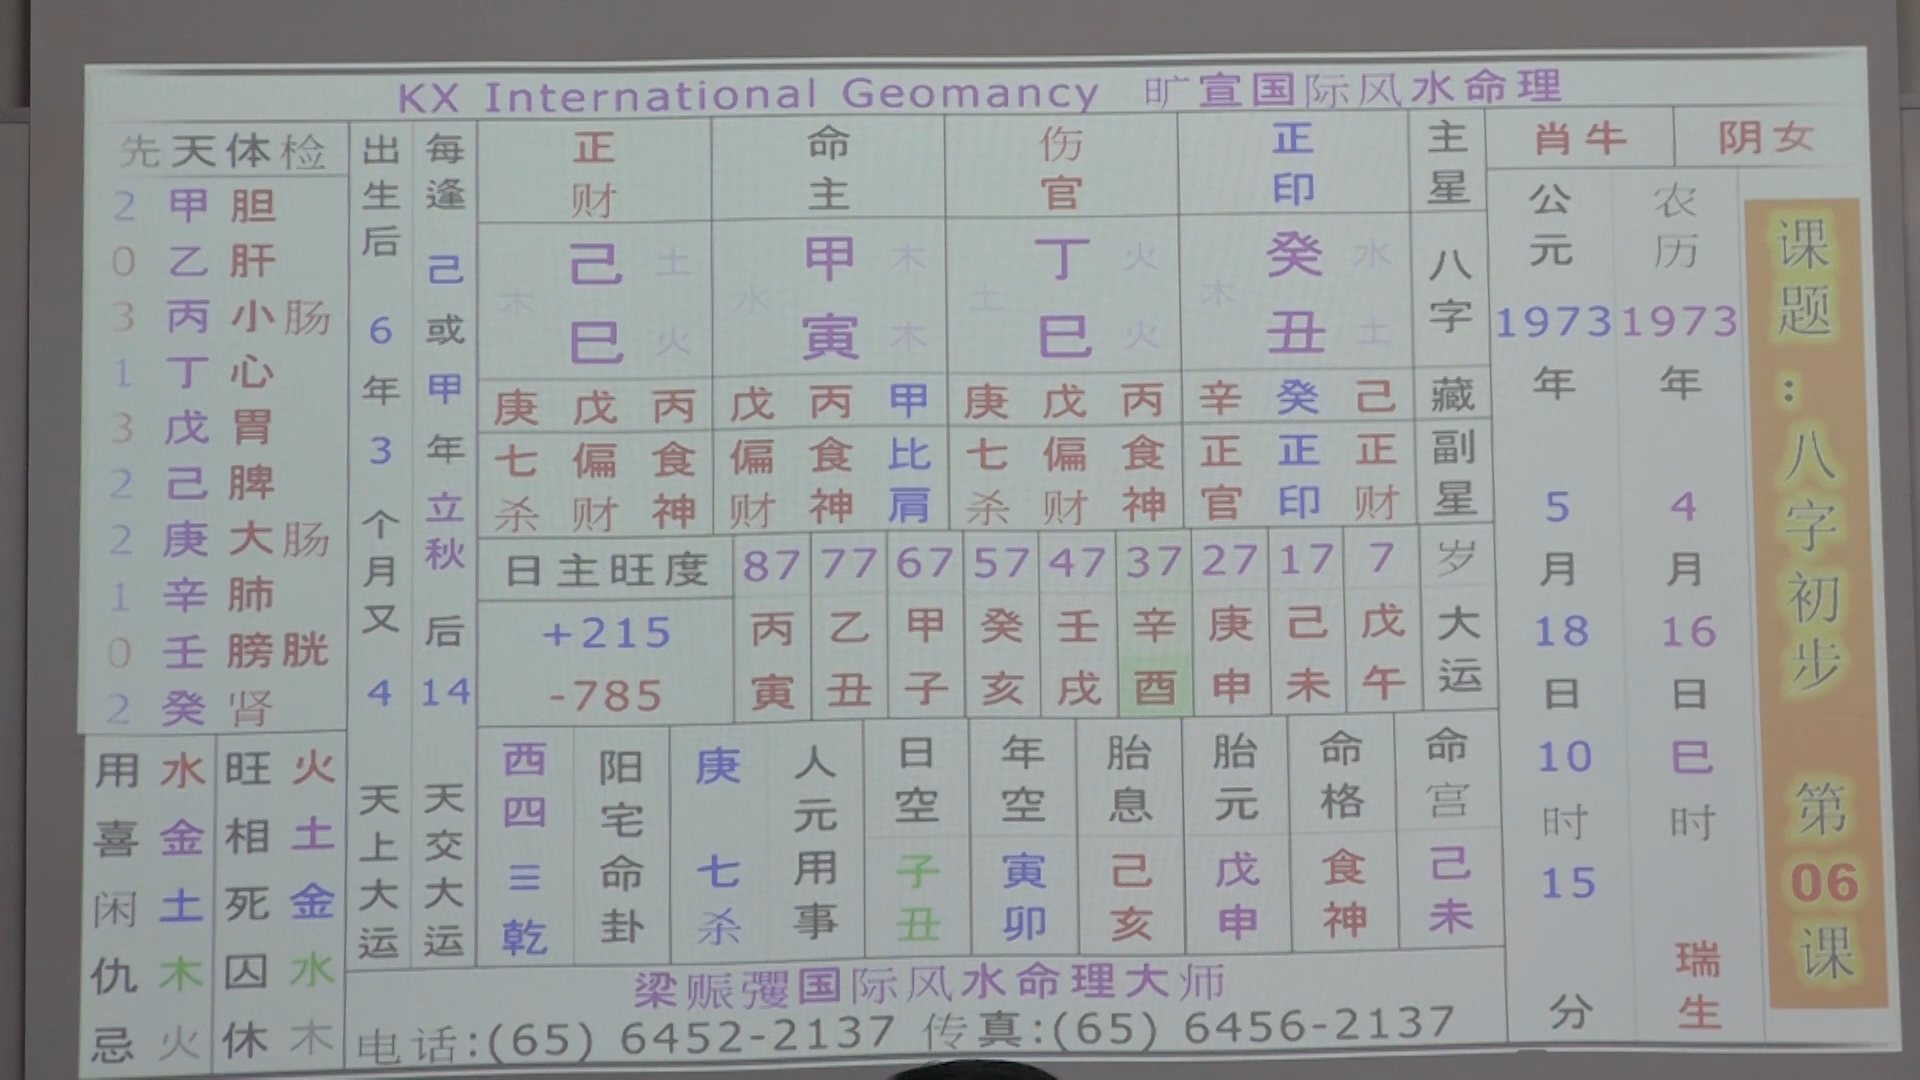 KX International Geomancy 旷宣国际风水命理
先天体检
2 甲 胆
0 乙 肝
3 丙 小肠
1 丁 心
3 戊 胃
2 己 脾
2 庚 大肠
1 辛 肺
0 壬 膀胱
2 癸 肾
用 水 旺 火
喜 金 相 土
闲 土 死 金
仇 木 囚 水
忌 火 休 木
出生后 6 年 3 个月又 4 天上大运
每逢 己或甲年立秋后 14 天交大运
正财 命主 伤官 正印 主星
己 土 甲 木 丁 火 癸 水 八字
木 水 土 木
巳 火 寅 木 巳 火 丑 土
庚 戊 丙 戊 丙 甲 庚 戊 丙 辛 癸 己 藏
七杀 偏财 食神 偏财 食神 比肩 七杀 偏财 食神 正官 正印 正财 副星
日主旺度 87 77 67 57 47 37 27 17 7 岁
+215 丙 乙 甲 癸 壬 辛 庚 己 戊 大
-785 寅 丑 子 亥 戌 酉 申 未 午 运
西四 三 乾
阳宅命卦
庚 七杀
人元用事
日空 子丑
年空 寅卯
胎息 己亥
胎元 戊申
命格 食神
命宫 己未
梁赈彏国际风水命理大师
电话:(65) 6452-2137 传真:(65) 6456-2137
肖牛 阴女
公元 1973 年 5 月 18 日 10 时 15 分
农历 1973 年 4 月 16 日 巳 时 瑞生
课题:八字初步 第06课